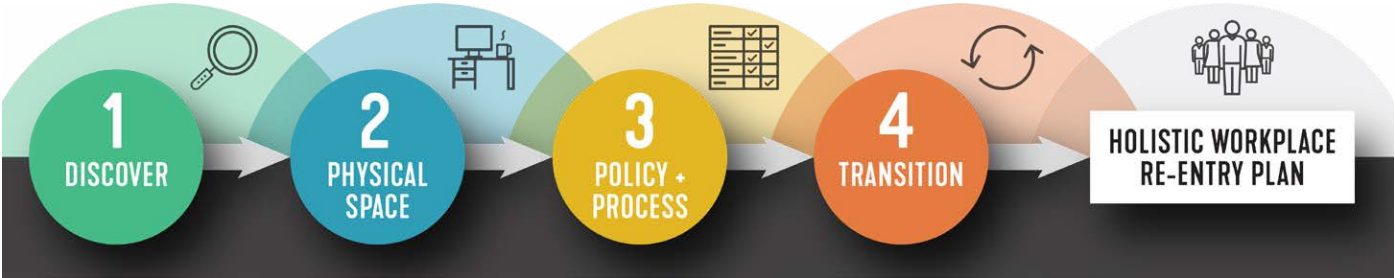 1
DISCOVER
2
PHYSICAL
SPACE
3
POLICY +
PROCESS
4
TRANSITION
HOLISTIC WORKPLACE
RE-ENTRY PLAN